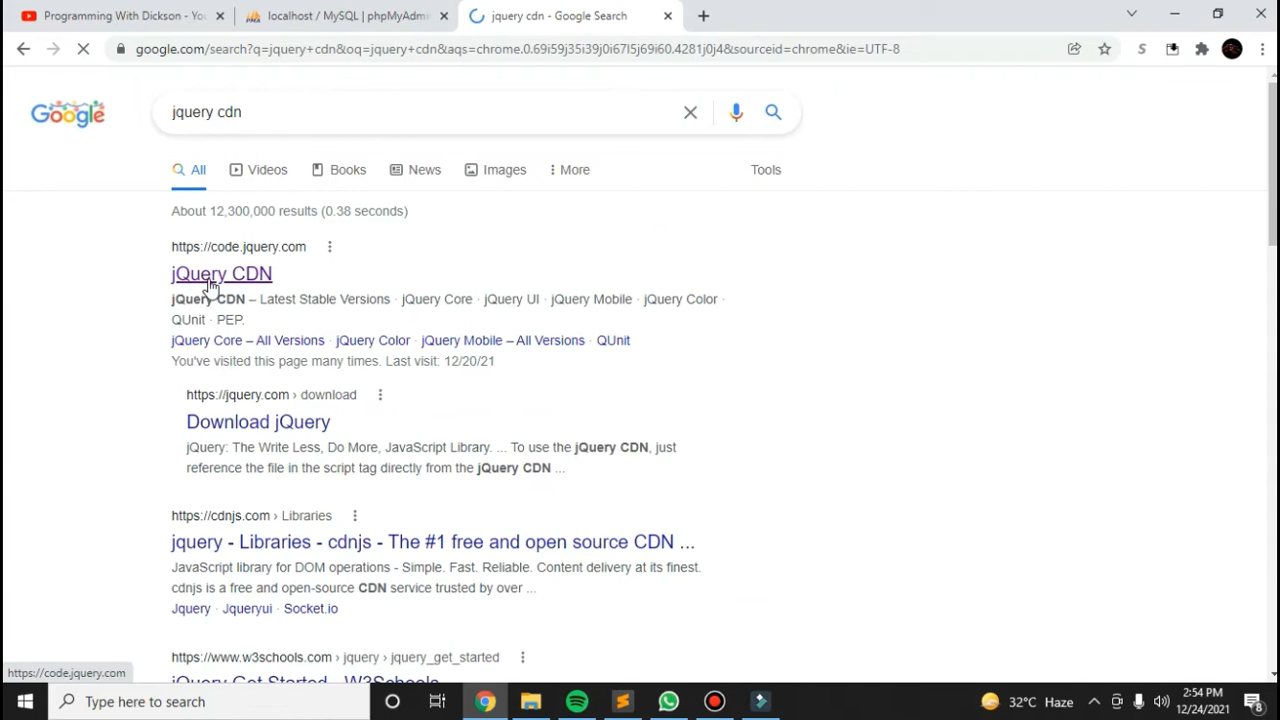 Programming With Dickson - You
localhost / MySQL | phpMyAdmin
jquery cdn - Google Search
google.com/search?q=jquery+cdn&oq=jquery+cdn&aqs=chrome.0.69i59j35i39j0i67l5j69i60.4281j0j4&sourceid=chrome&ie=UTF-8
Google
jquery cdn
All
Videos
Books
News
Images
More
Tools
About 12,300,000 results (0.38 seconds)
https://code.jquery.com
jQuery CDN
jQuery CDN – Latest Stable Versions · jQuery Core · jQuery UI · jQuery Mobile · jQuery Color ·
QUnit · PEP.
jQuery Core – All Versions · jQuery Color · jQuery Mobile – All Versions · QUnit
You've visited this page many times. Last visit: 12/20/21
https://jquery.com › download
Download jQuery
jQuery: The Write Less, Do More, JavaScript Library. ... To use the jQuery CDN, just
reference the file in the script tag directly from the jQuery CDN ...
https://cdnjs.com › Libraries
jquery - Libraries - cdnjs - The #1 free and open source CDN ...
JavaScript library for DOM operations - Simple. Fast. Reliable. Content delivery at its finest.
cdnjs is a free and open-source CDN service trusted by over ...
Jquery · Jqueryui · Socket.io
https://www.w3schools.com › jquery › jquery_get_started
jQuery Get Started - W3Schools
https://code.jquery.com
Type here to search
32°C Haze
2:54 PM
12/24/2021
8